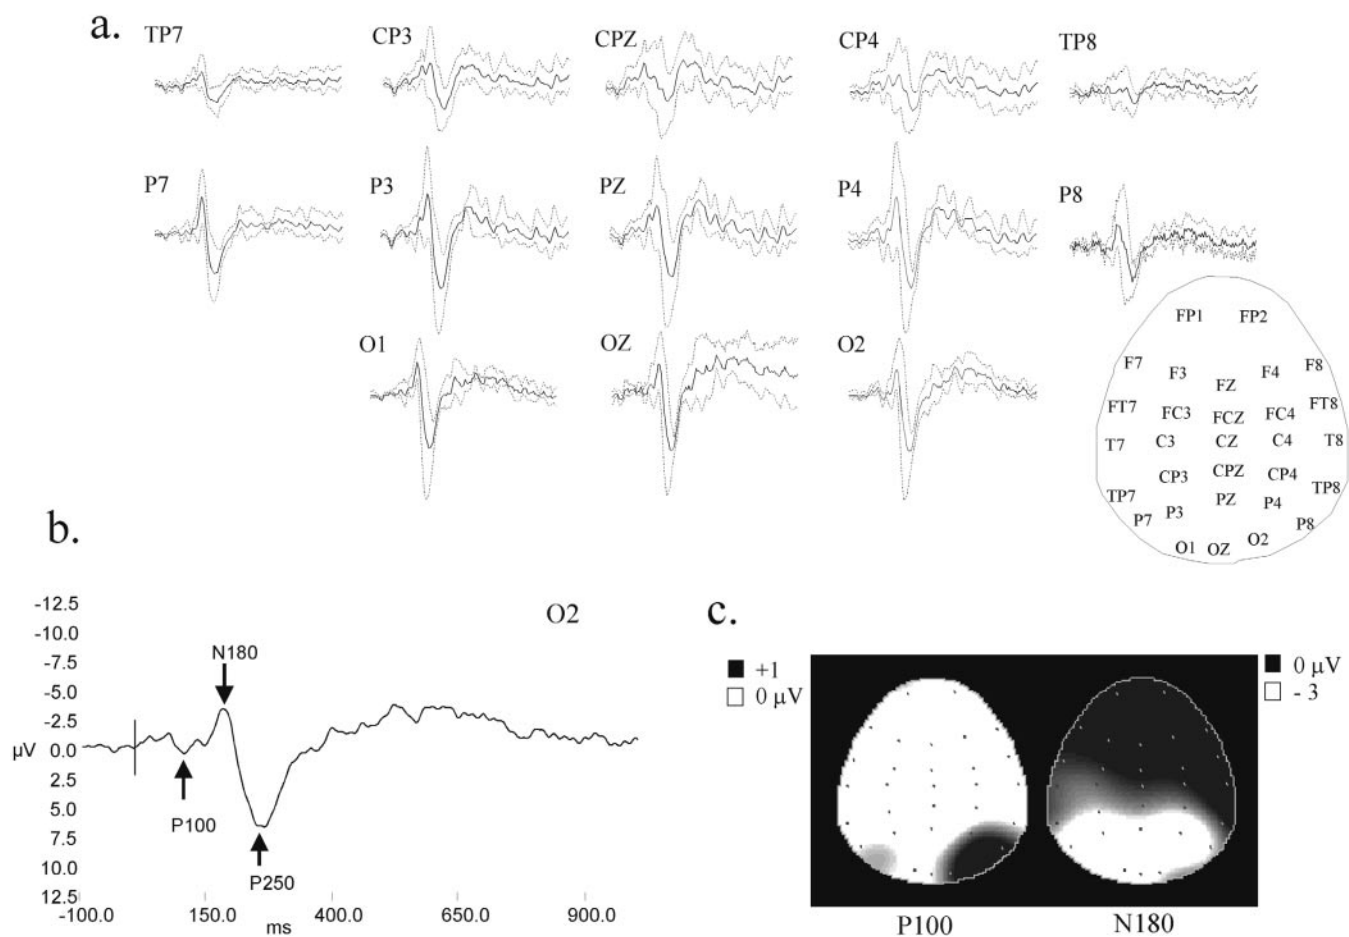 a.
TP7 CP3 CPZ CP4 TP8
P7 P3 PZ P4 P8
O1 OZ O2
FP1 FP2
F7 F3 FZ F4 F8
FT7 FC3 FCZ FC4 FT8
T7 C3 CZ C4 T8
TP7 CP3 CPZ CP4 TP8
P7 P3 PZ P4 P8
O1 OZ O2
b.
O2
-12.5
-10.0
-7.5
-5.0
-2.5
µV 0.0
2.5
5.0
7.5
10.0
12.5
N180
P100
P250
-100.0 150.0 400.0 650.0 900.0
ms
c.
+1
0 µV
0 µV
- 3
P100 N180